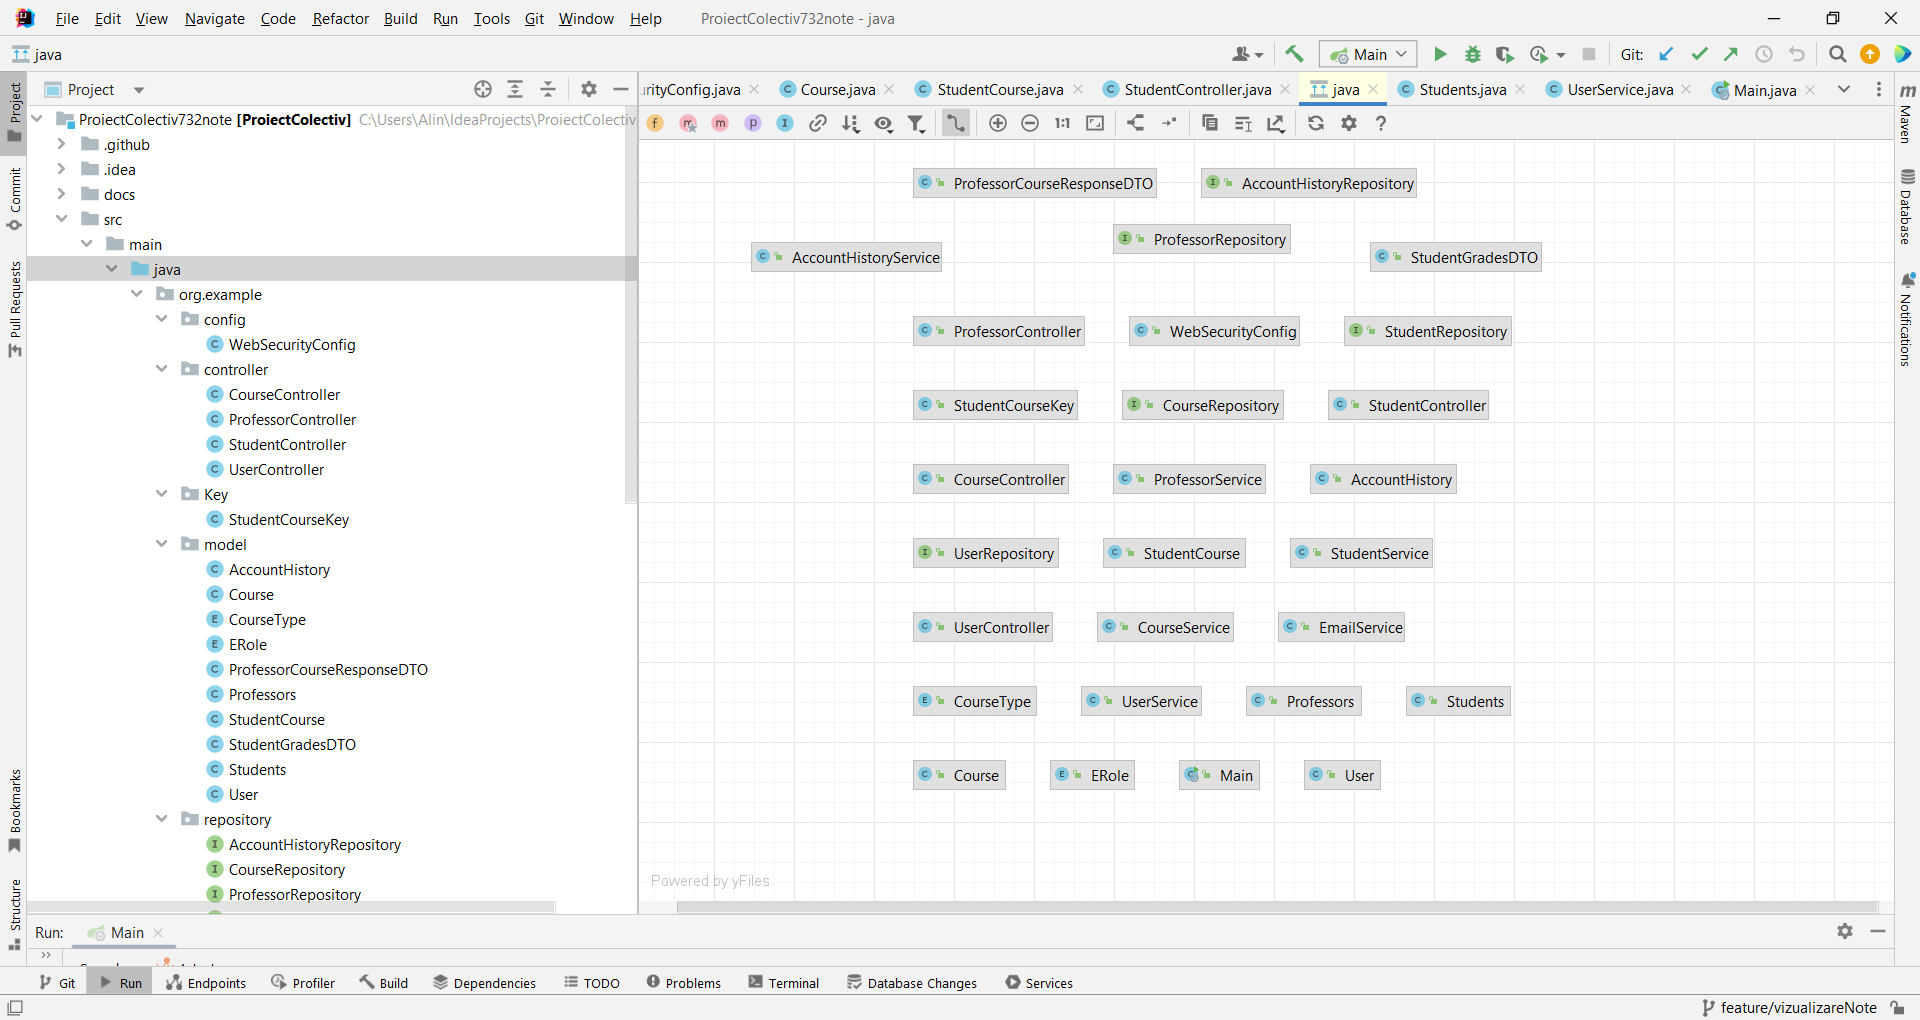 File Edit View Navigate Code Refactor Build Run Tools Git Window Help ProiectColectiv732note - java
java
Main
Git:
Project
ProiectColectiv732note [ProiectColectiv] C:\Users\Alin\IdeaProjects\ProiectColectiv
.github
.idea
docs
src
main
java
org.example
config
WebSecurityConfig
controller
CourseController
ProfessorController
StudentController
UserController
Key
StudentCourseKey
model
AccountHistory
Course
CourseType
ERole
ProfessorCourseResponseDTO
Professors
StudentCourse
StudentGradesDTO
Students
User
repository
AccountHistoryRepository
CourseRepository
ProfessorRepository
Project
Commit
Pull Requests
Bookmarks
Structure
urityConfig.java Course.java StudentCourse.java StudentController.java java Students.java UserService.java Main.java
1:1
ProfessorCourseResponseDTO AccountHistoryRepository
ProfessorRepository
AccountHistoryService StudentGradesDTO
ProfessorController WebSecurityConfig StudentRepository
StudentCourseKey CourseRepository StudentController
CourseController ProfessorService AccountHistory
UserRepository StudentCourse StudentService
UserController CourseService EmailService
CourseType UserService Professors Students
Course ERole Main User
Powered by yFiles
Maven
Database
Notifications
Run: Main
Git Run Endpoints Profiler Build Dependencies TODO Problems Terminal Database Changes Services
feature/vizualizareNote